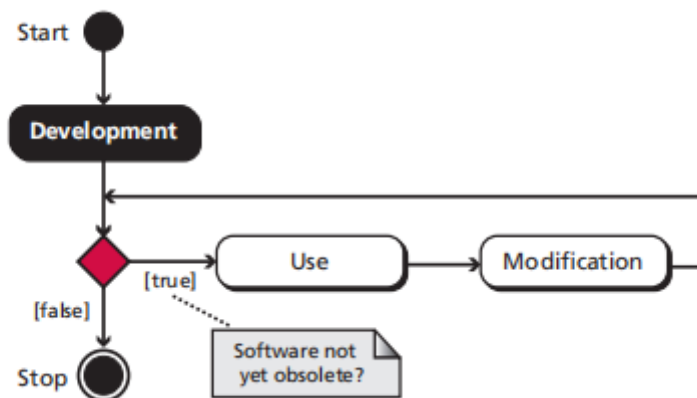 Start
Development
Use
Modification
[true]
[false]
Software not
yet obsolete?
Stop